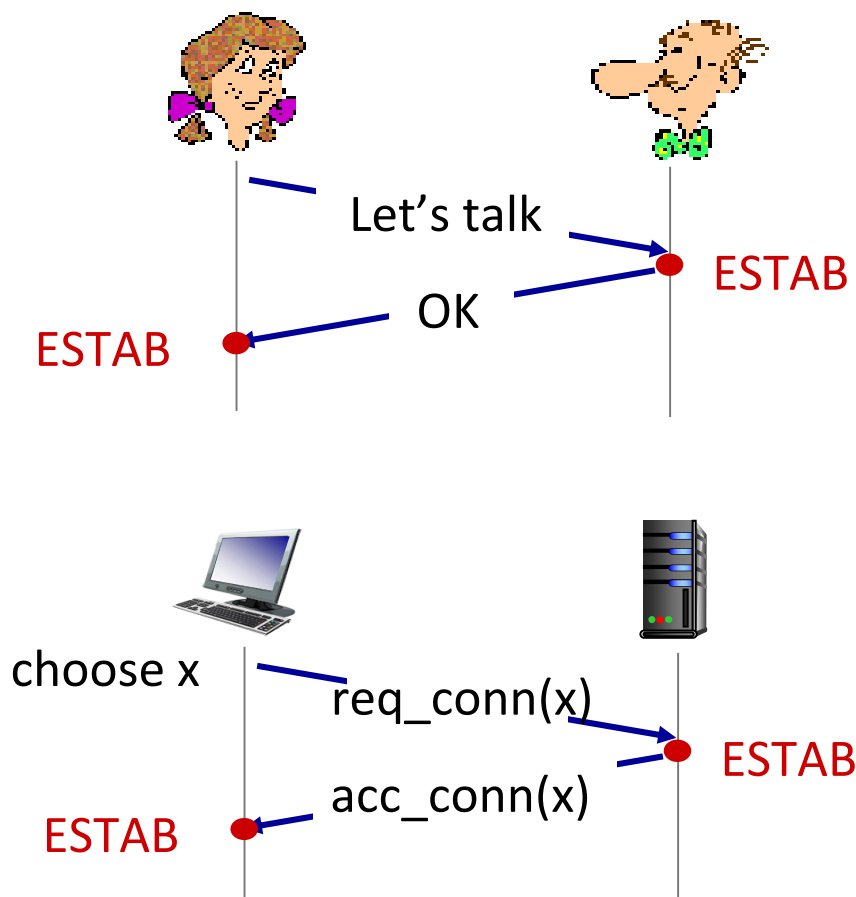 Let’s talk
ESTAB
OK
ESTAB
choose x
req_conn(x)
ESTAB
acc_conn(x)
ESTAB